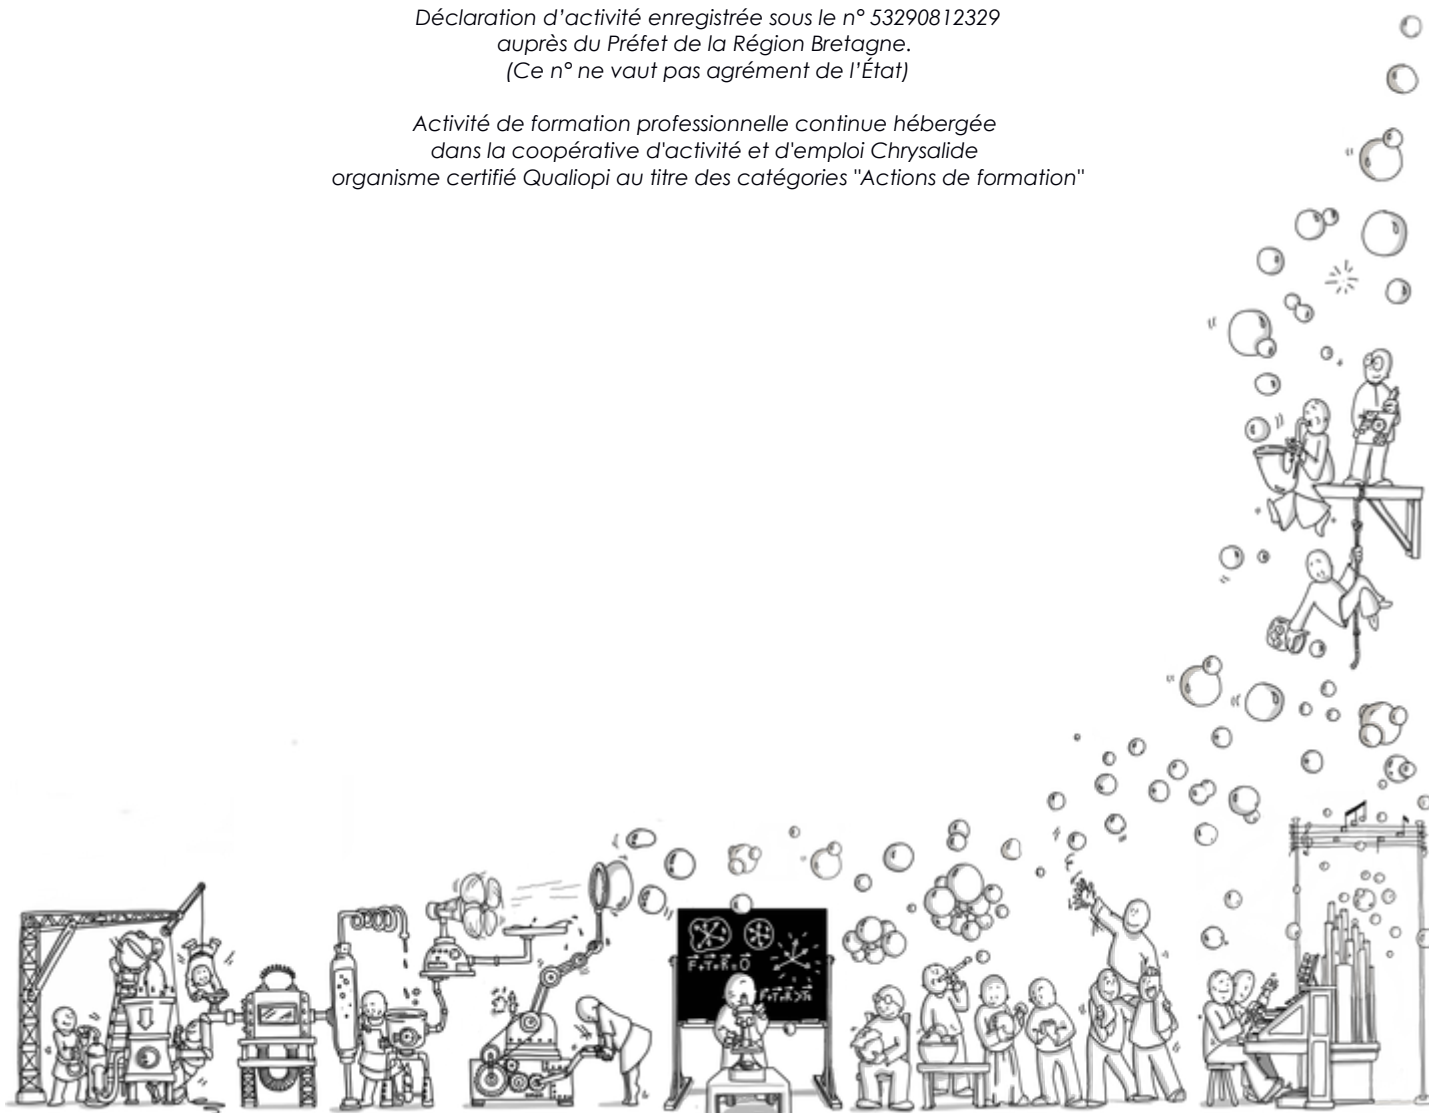 Déclaration d’activité enregistrée sous le n° 53290812329
auprès du Préfet de la Région Bretagne.
(Ce n° ne vaut pas agrément de l’État)
Activité de formation professionnelle continue hébergée
dans la coopérative d'activité et d'emploi Chrysalide
organisme certifié Qualiopi au titre des catégories "Actions de formation"